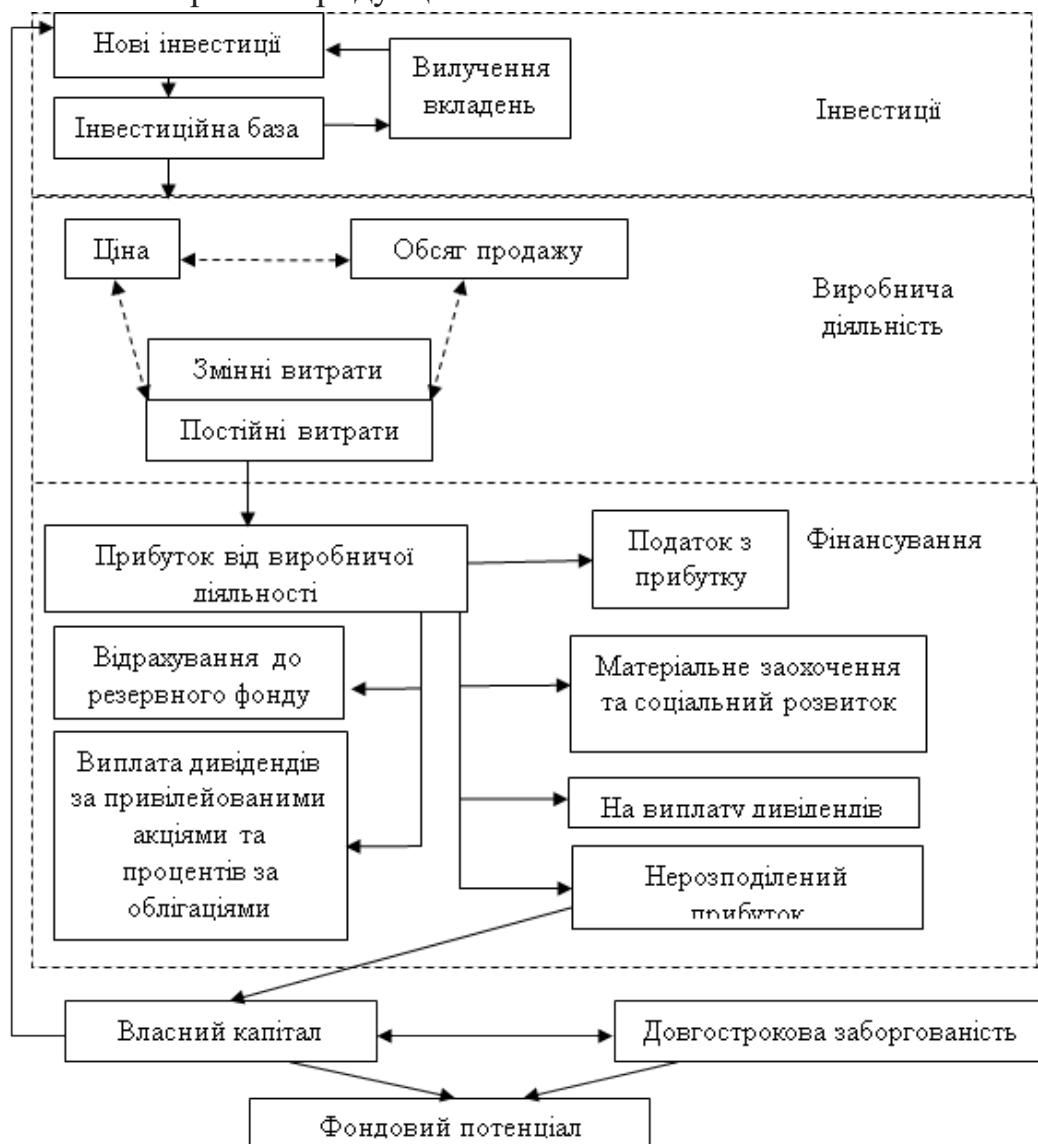 Нові інвестиції
Вилучення
вкладень
Інвестиційна база
Інвестиції
Ціна
Обсяг продажу
Виробнича
діяльність
Змінні витрати
Постійні витрати
Прибуток від виробничої
діяльності
Податок з
прибутку
Фінансування
Відрахування до
резервного фонду
Матеріальне заохочення
та соціальний розвиток
Виплата дивідендів
за привілейованими
акціями та
процентів за
облігаціями
На виплату дивідендів
Нерозподілений
прибуток
Власний капітал
Довгострокова заборгованість
Фондовий потенціал